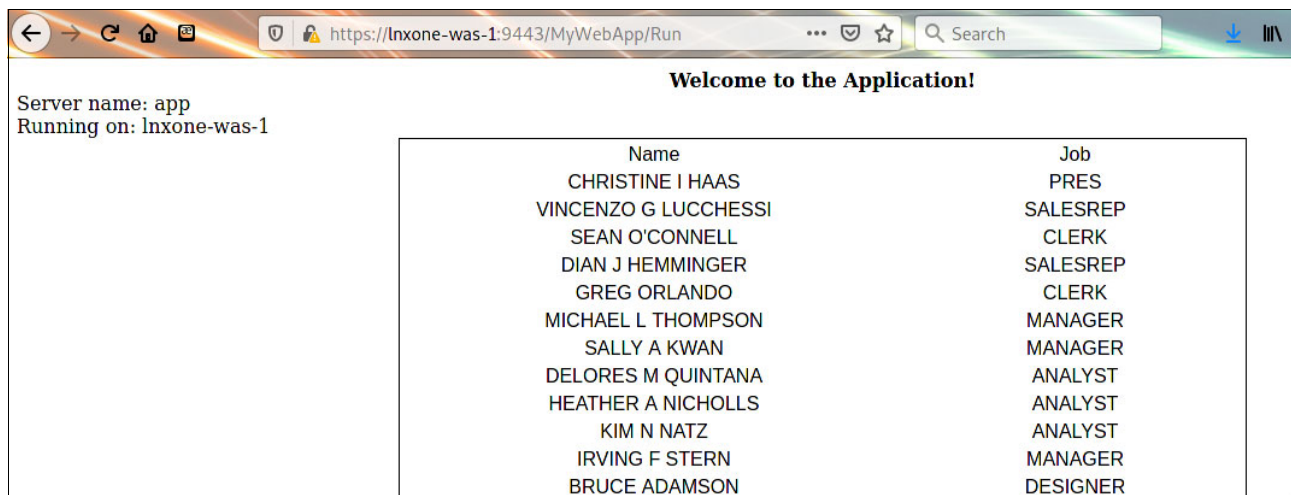 https://lnxone-was-1:9443/MyWebApp/Run
Search
Welcome to the Application!
Server name: app
Running on: lnxone-was-1
Name Job
CHRISTINE I HAAS PRES
VINCENZO G LUCCHESSI SALESREP
SEAN O'CONNELL CLERK
DIAN J HEMMINGER SALESREP
GREG ORLANDO CLERK
MICHAEL L THOMPSON MANAGER
SALLY A KWAN MANAGER
DELORES M QUINTANA ANALYST
HEATHER A NICHOLLS ANALYST
KIM N NATZ ANALYST
IRVING F STERN MANAGER
BRUCE ADAMSON DESIGNER